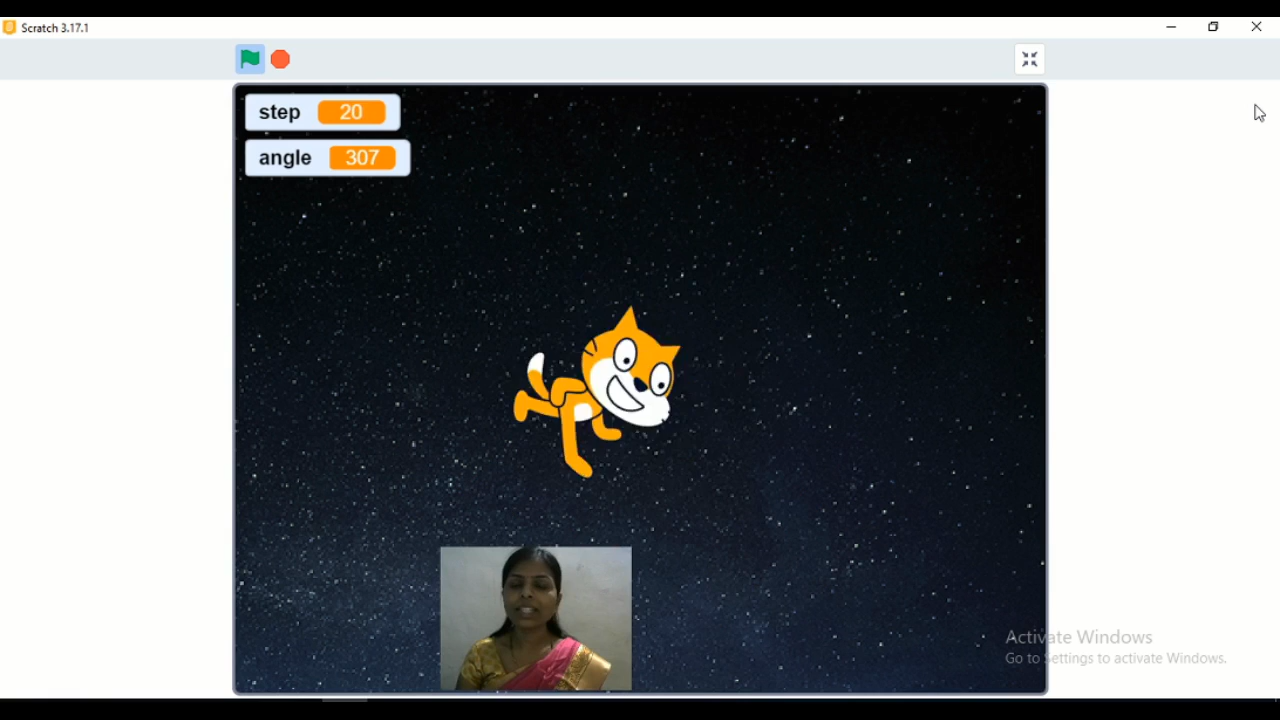 Scratch 3.17.1
step 20
angle 307
Activate Windows
Go to Settings to activate Windows.